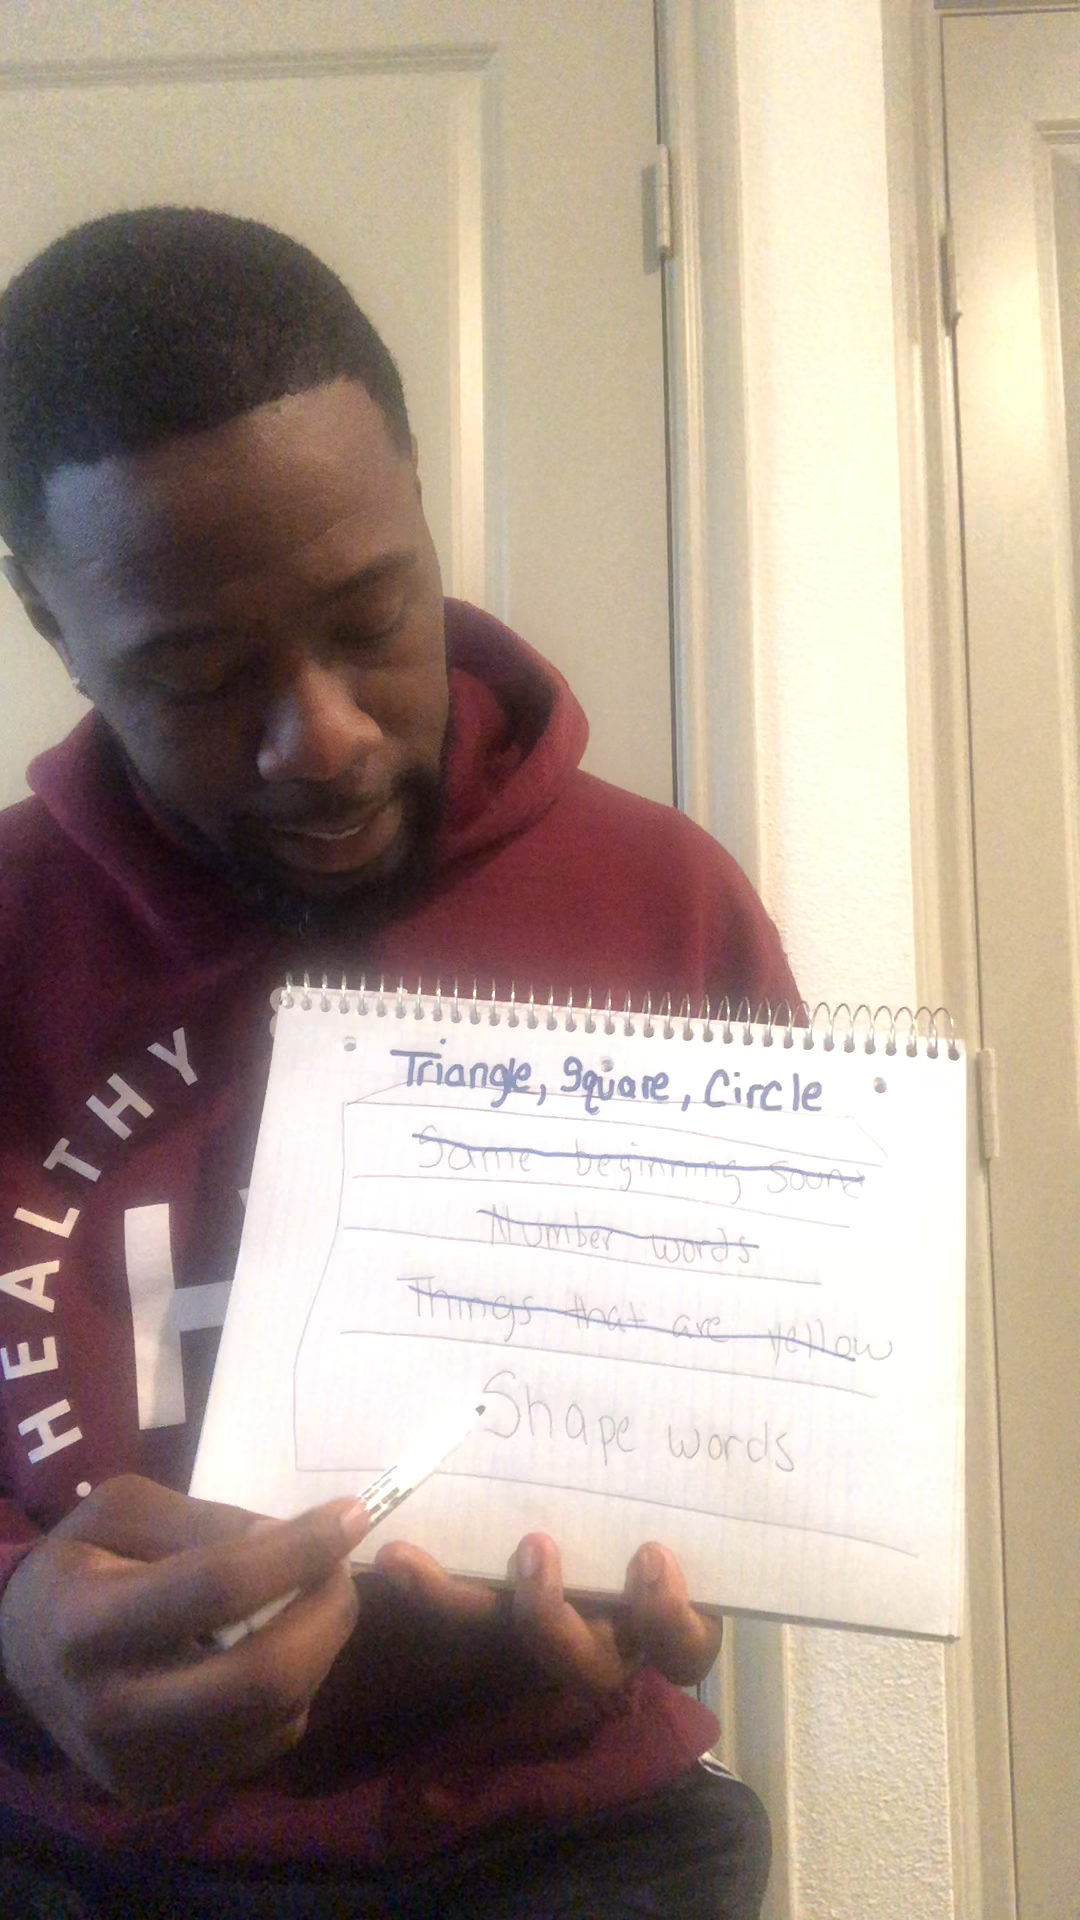 HEALTHY &
H
Triangle, Square, Circle
Same beginning sound
Number words
Things that are yellow
Shape words